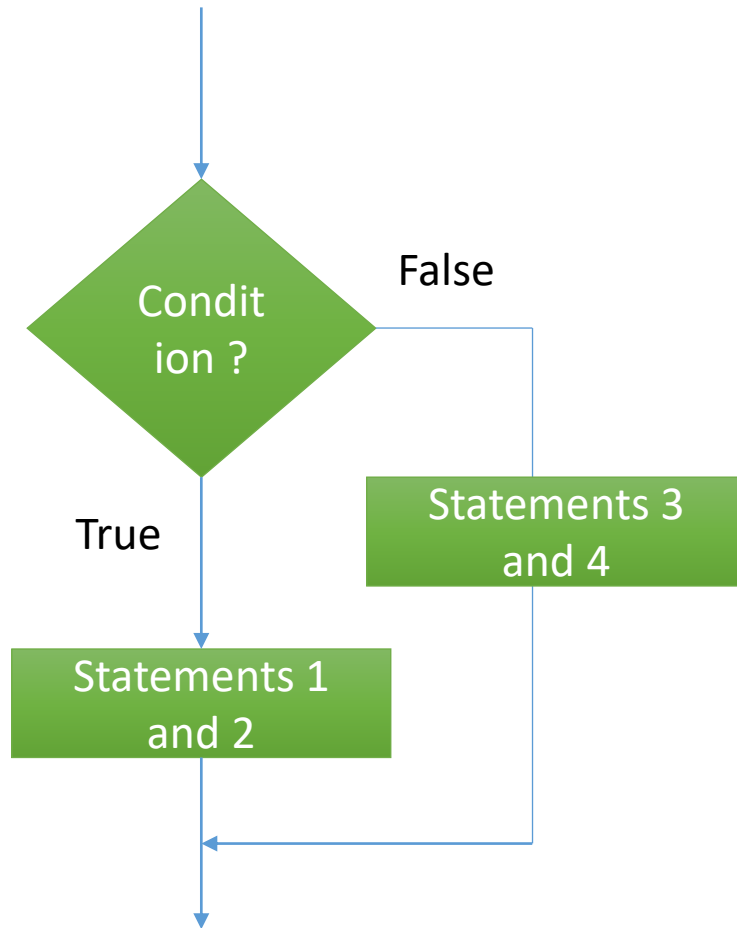 False
Condit
ion ?
True
Statements 3
and 4
Statements 1
and 2